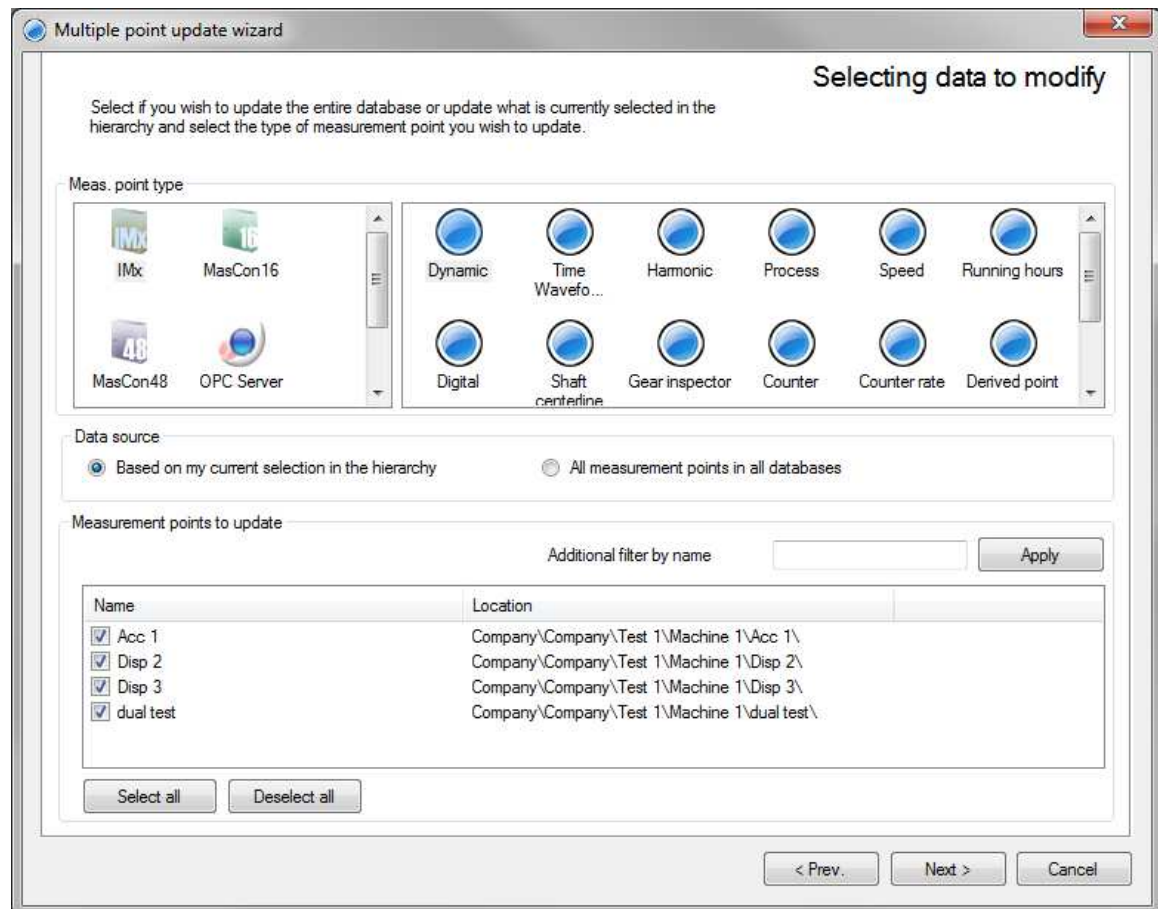 Multiple point update wizard
Selecting data to modify
Select if you wish to update the entire database or update what is currently selected in the
hierarchy and select the type of measurement point you wish to update.
Meas. point type
IMx
16
IMx
MasCon16
48
MasCon48
OPC Server
Dynamic
Time
Wavefo...
Harmonic
Process
Speed
Running hours
Digital
Shaft
centerline
Gear inspector
Counter
Counter rate
Derived point
Data source
Based on my current selection in the hierarchy
All measurement points in all databases
Measurement points to update
Additional filter by name
Apply
Name Location
Acc 1 Company\Company\Test 1\Machine 1\Acc 1\
Disp 2 Company\Company\Test 1\Machine 1\Disp 2\
Disp 3 Company\Company\Test 1\Machine 1\Disp 3\
dual test Company\Company\Test 1\Machine 1\dual test\
Select all Deselect all
< Prev. Next > Cancel